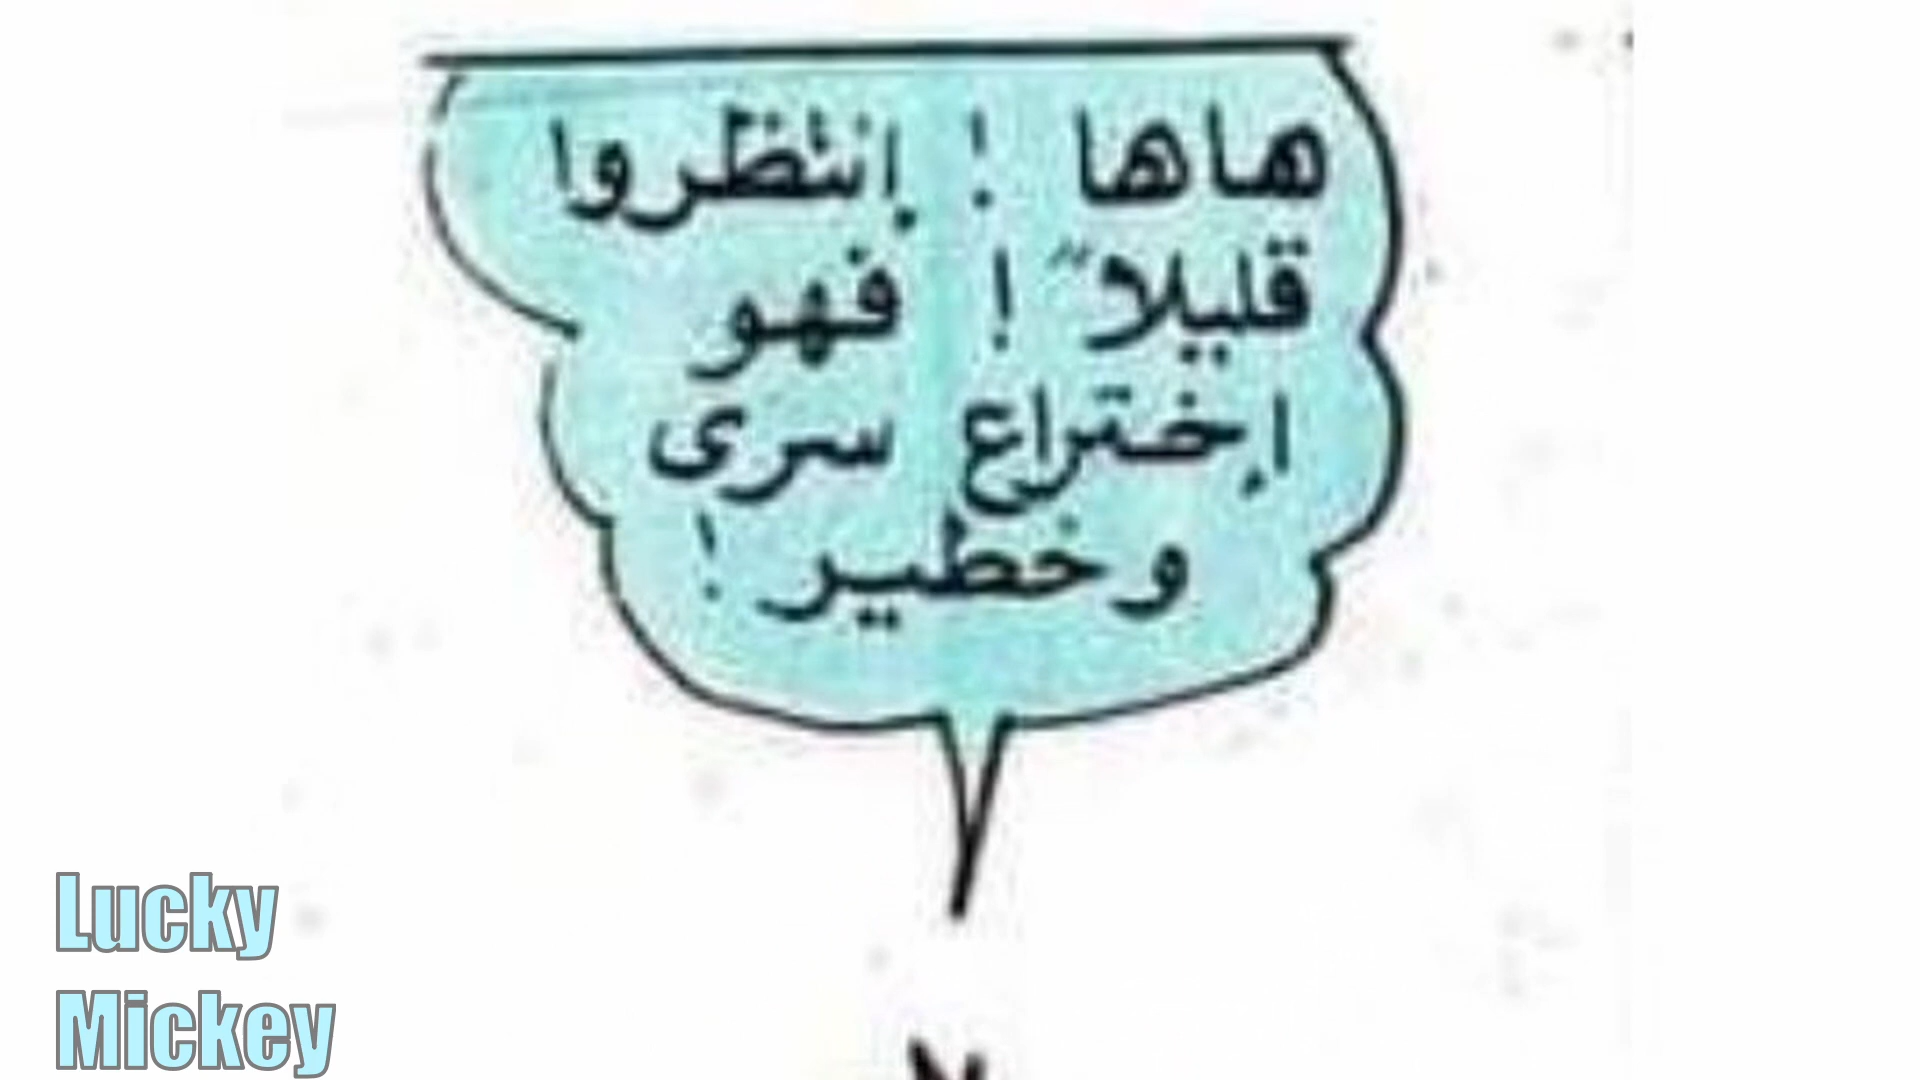 هاها ! إنتظروا
قليلاً ! فهو
إختراع سرى
وخطير !
Lucky
Mickey